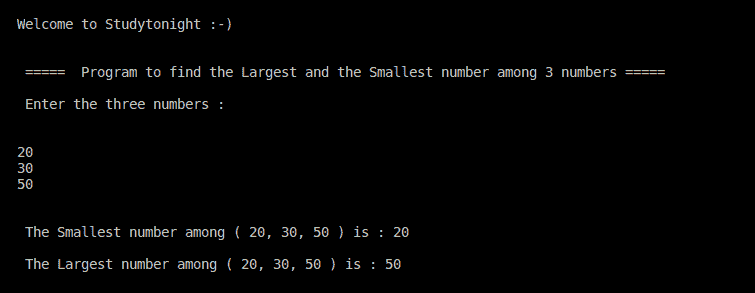 Welcome to Studytonight :-)
=====  Program to find the Largest and the Smallest number among 3 numbers =====
Enter the three numbers :
20
30
50
The Smallest number among ( 20, 30, 50 ) is : 20
The Largest number among ( 20, 30, 50 ) is : 50